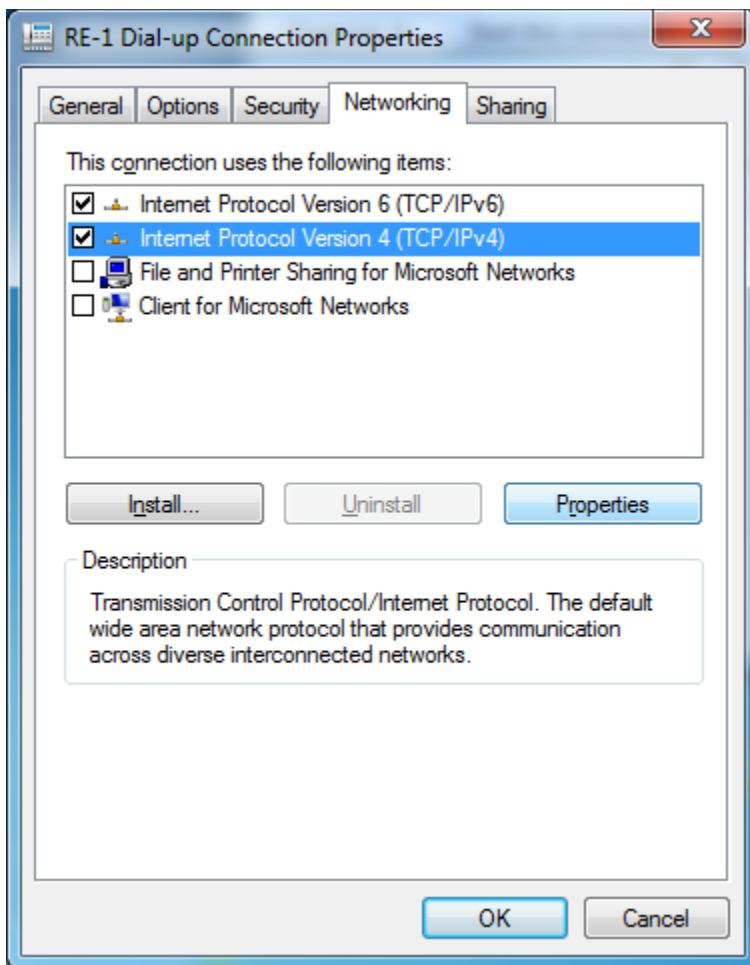 RE-1 Dial-up Connection Properties
General Options Security Networking Sharing
This connection uses the following items:
Internet Protocol Version 6 (TCP/IPv6)
Internet Protocol Version 4 (TCP/IPv4)
File and Printer Sharing for Microsoft Networks
Client for Microsoft Networks
Install... Uninstall Properties
Description
Transmission Control Protocol/Internet Protocol. The default
wide area network protocol that provides communication
across diverse interconnected networks.
OK Cancel